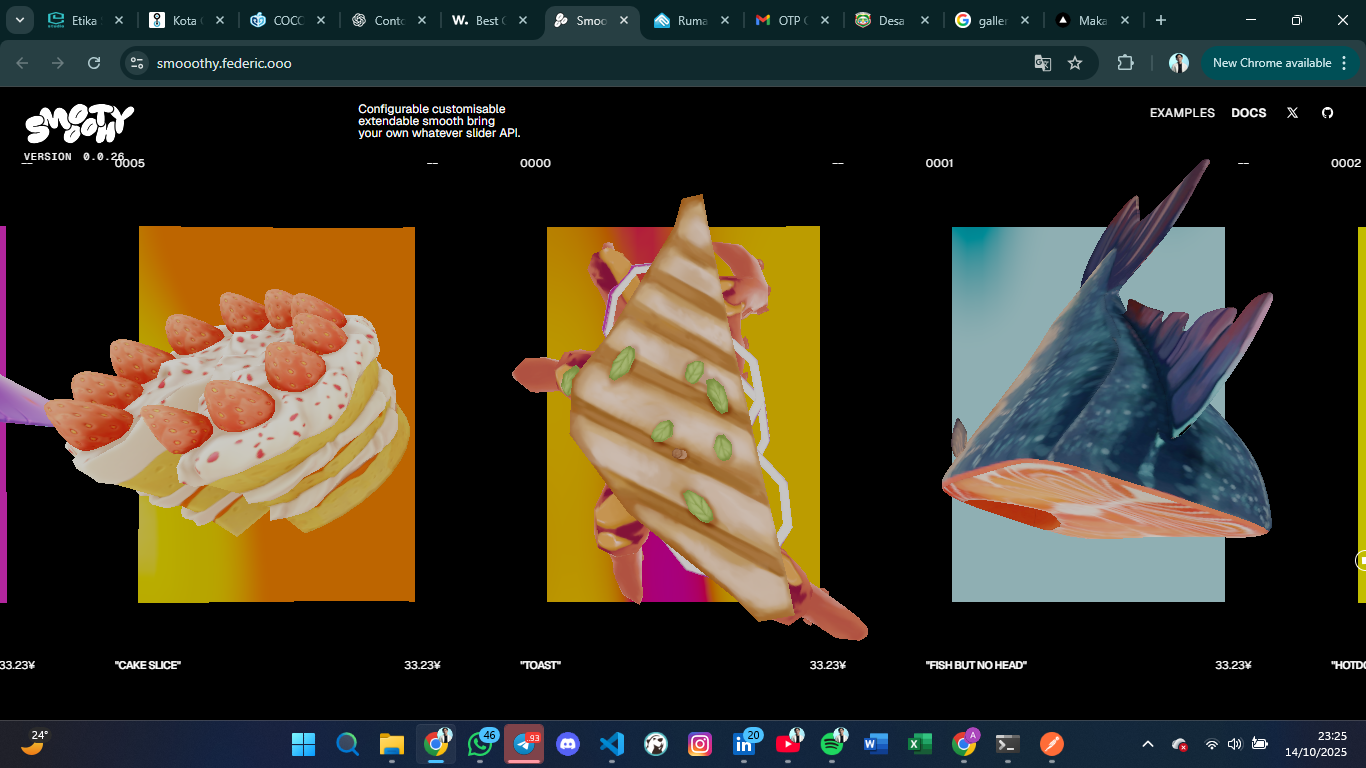 Etika
Kota
COCC
Conto
Best C
Smoo
Ruma
OTP
Desa
galler
Maka
smooothy.federic.ooo
New Chrome available
SMOOTHY
Configurable customisable
extendable smooth bring
your own whatever slider API.
EXAMPLES DOCS
VERSION 0.0.26
— 0005 — 0000 — 0001 — 0002
33.23¥ "CAKE SLICE" 33.23¥ "TOAST" 33.23¥ "FISH BUT NO HEAD" 33.23¥ "HOTDO
24°
46
93
20
A
23:25
14/10/2025